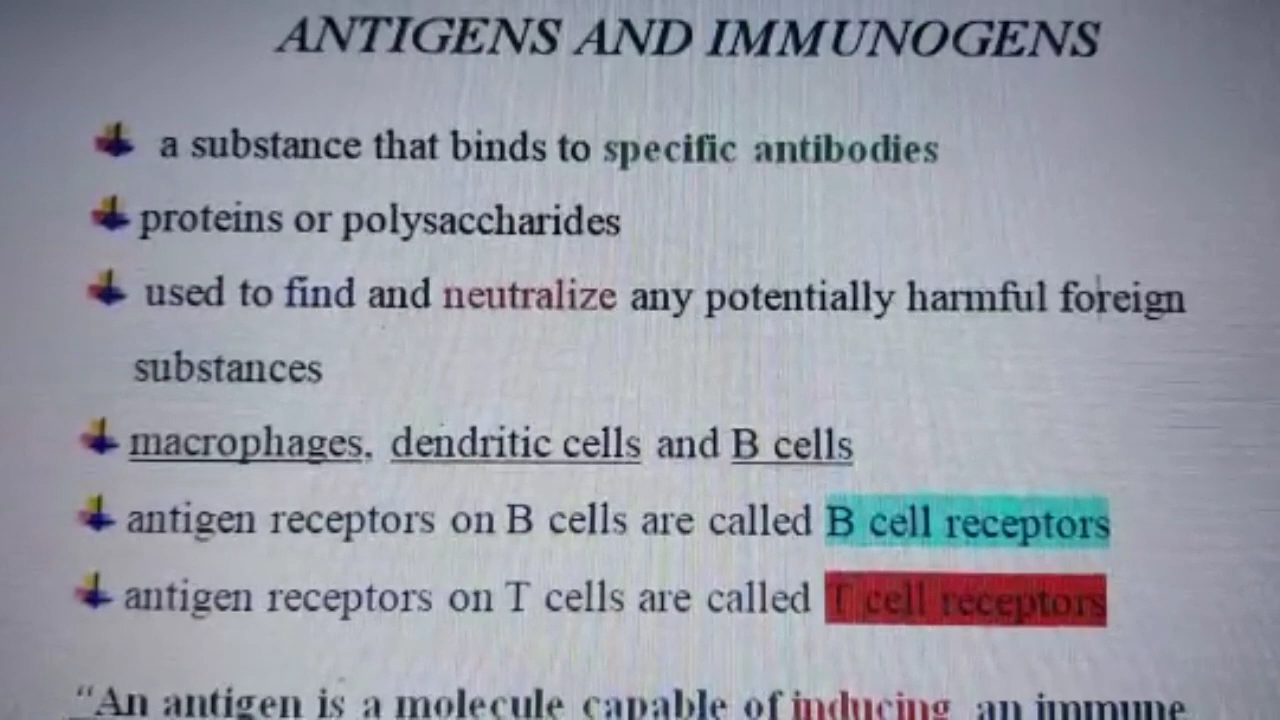 ANTIGENS AND IMMUNOGENS
a substance that binds to specific antibodies
proteins or polysaccharides
used to find and neutralize any potentially harmful foreign
substances
macrophages, dendritic cells and B cells
antigen receptors on B cells are called B cell receptors
antigen receptors on T cells are called T cell receptors
“An antigen is a molecule capable of inducing an immune